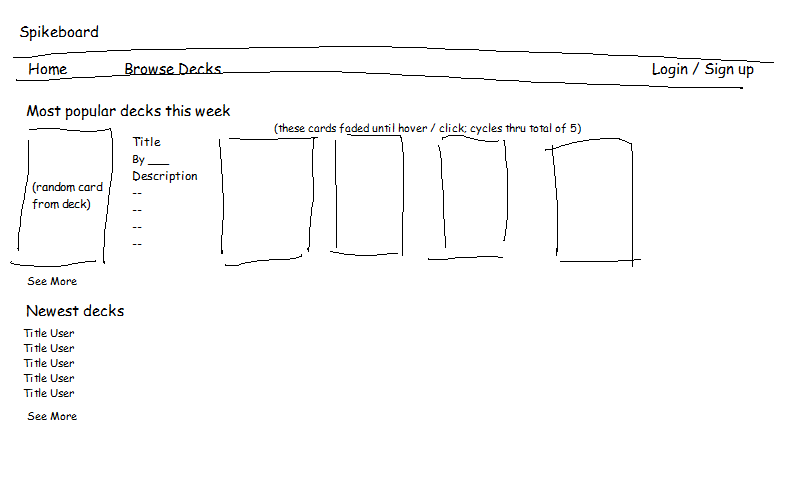 Spikeboard
Home Browse Decks Login / Sign up
Most popular decks this week
(these cards faded until hover / click; cycles thru total of 5)
(random card
from deck)
Title
By ___
Description
--
--
--
--
See More
Newest decks
Title User
Title User
Title User
Title User
Title User
See More